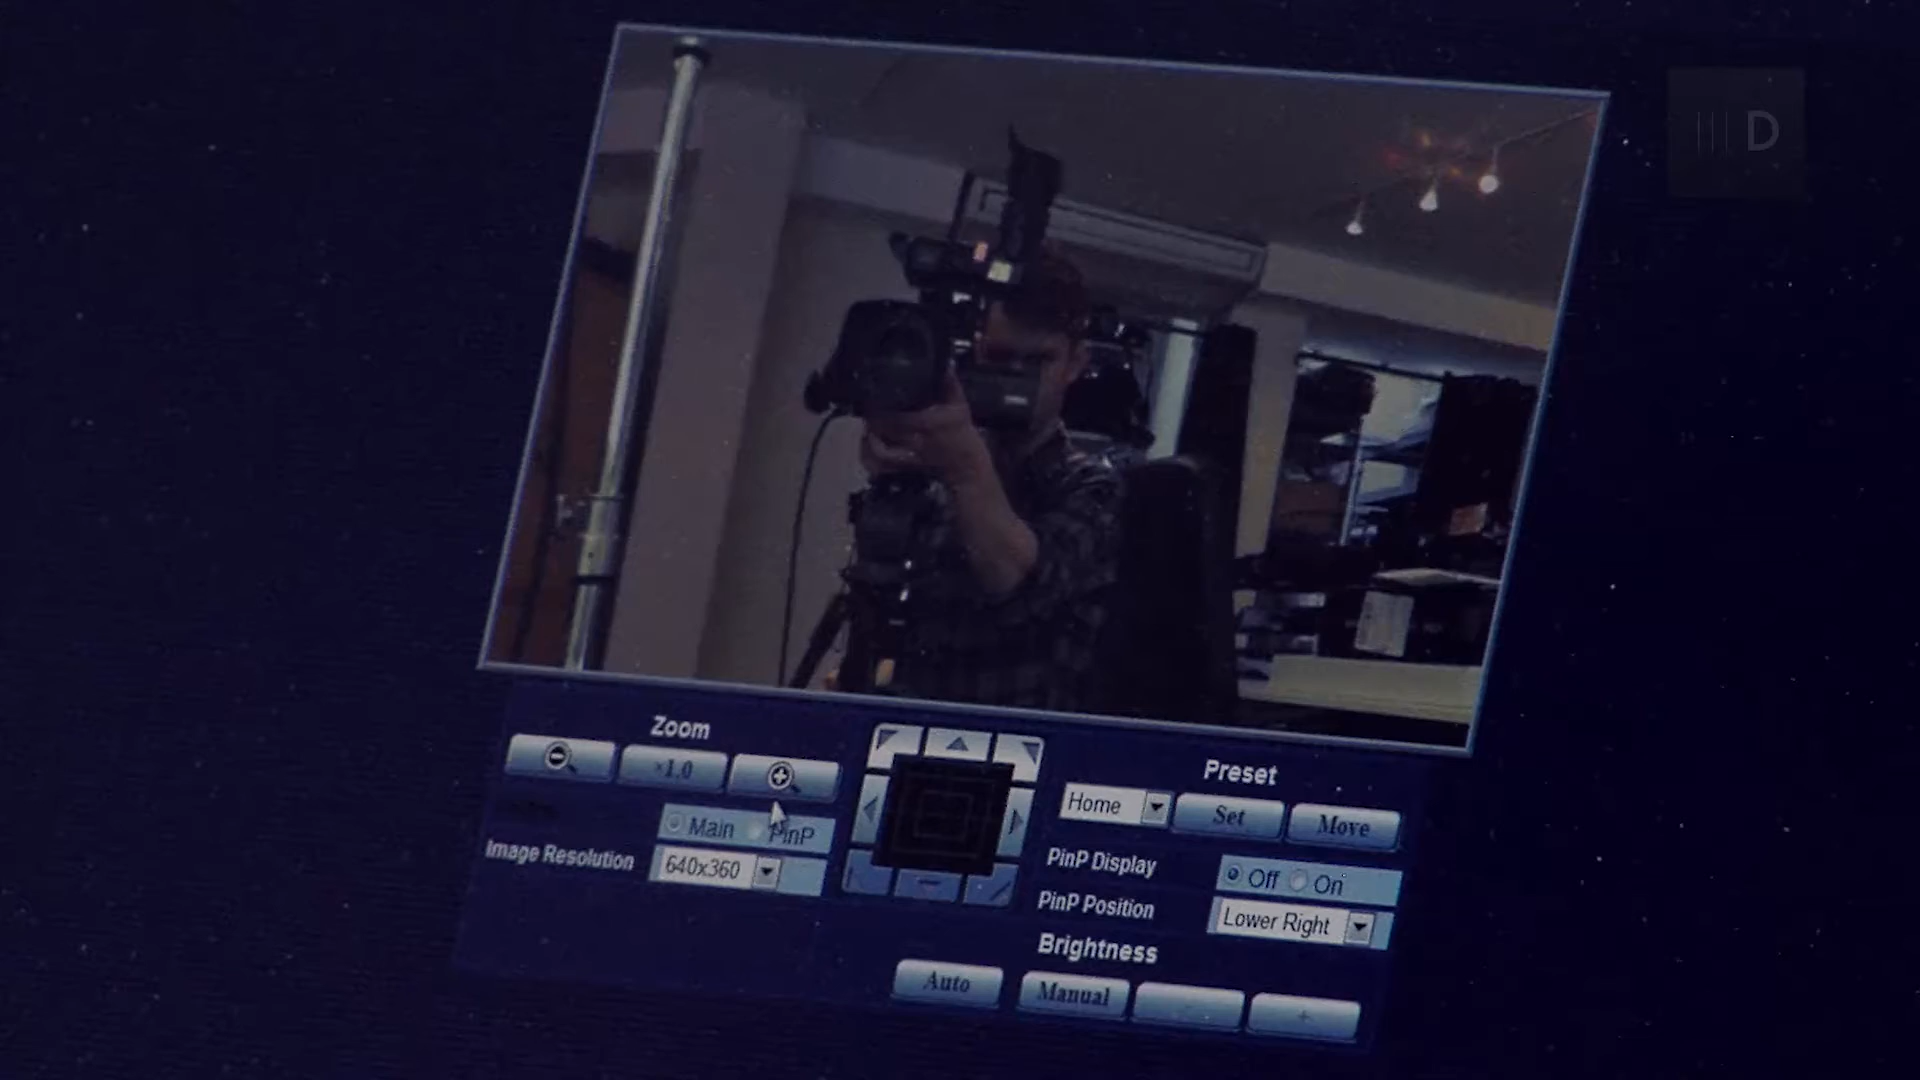 D
Zoom
×1.0
Main PinP
Image Resolution
640x360
Preset
Home
Set
Move
PinP Display
Off On
PinP Position
Lower Right
Brightness
Auto
Manual
-
+